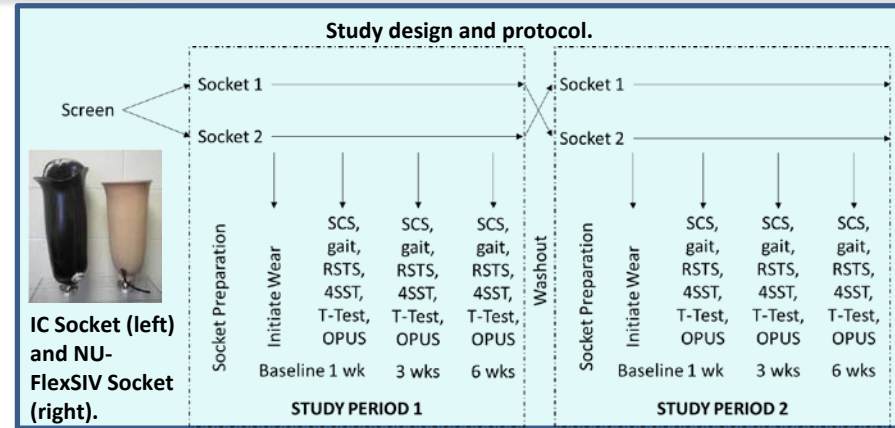 Study design and protocol.
Screen
Socket 1
Socket 2
Socket Preparation
Initiate Wear
SCS,
gait,
RSTS,
4SST,
T-Test,
OPUS
SCS,
gait,
RSTS,
4SST,
T-Test,
OPUS
SCS,
gait,
RSTS,
4SST,
T-Test,
OPUS
Baseline 1 wk 3 wks 6 wks
STUDY PERIOD 1
Washout
Socket 1
Socket 2
Socket Preparation
Initiate Wear
SCS,
gait,
RSTS,
4SST,
T-Test,
OPUS
SCS,
gait,
RSTS,
4SST,
T-Test,
OPUS
SCS,
gait,
RSTS,
4SST,
T-Test,
OPUS
Baseline 1 wk 3 wks 6 wks
STUDY PERIOD 2
IC Socket (left)
and NU-
FlexSIV Socket
(right).